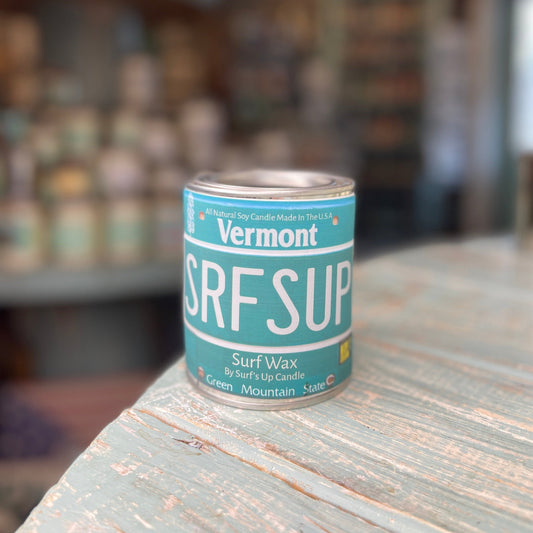 All Natural Soy Candle Made In The U.S.A
Vermont
SRF SUP
Surf Wax
By Surf's Up Candle
Green Mountain State